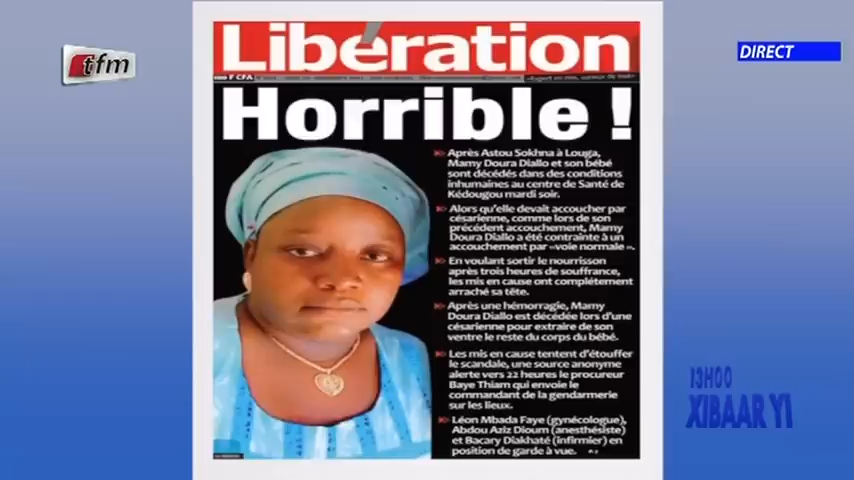 tfm
DIRECT
Libération
F CFA
Horrible !
Après Astou Sokhna à Louga,
Mamy Doura Diallo et son bébé
sont décédés dans des conditions
inhumaines au centre de Santé de
Kédougou mardi soir.
Alors qu'elle devait accoucher par
césarienne, comme lors de son
précédent accouchement, Mamy
Doura Diallo a été contrainte à un
accouchement par «voie normale».
En voulant sortir le nourrisson
après trois heures de souffrance,
les mis en cause ont complétement
arraché sa tête.
Après une hémorragie, Mamy
Doura Diallo est décédée lors d'une
césarienne pour extraire de son
ventre le reste du corps du bébé.
Les mis en cause tentent d'étouffer
le scandale, une source anonyme
alerte vers 22 heures le procureur
Baye Thiam qui envoie le
commandant de la gendarmerie
sur les lieux.
Léon Mbada Faye (gynécologue),
Abdou Aziz Dioum (anesthésiste)
et Bacary Diakhaté (infirmier) en
position de garde à vue.
13H00
XIBAAR YI